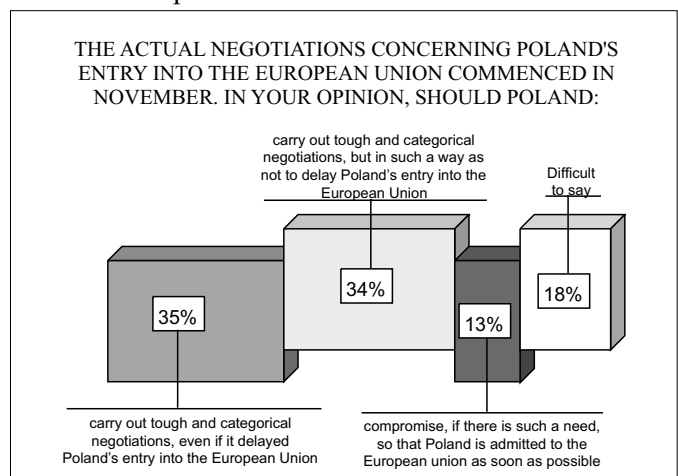 THE ACTUAL NEGOTIATIONS CONCERNING POLAND'S
ENTRY INTO THE EUROPEAN UNION COMMENCED IN
NOVEMBER. IN YOUR OPINION, SHOULD POLAND:
carry out tough and categorical
negotiations, but in such a way as
not to delay Poland's entry into the
European Union
Difficult
to say
35%
34%
13%
18%
carry out tough and categorical
negotiations, even if it delayed
Poland's entry into the European Union
compromise, if there is such a need,
so that Poland is admitted to the
European union as soon as possible